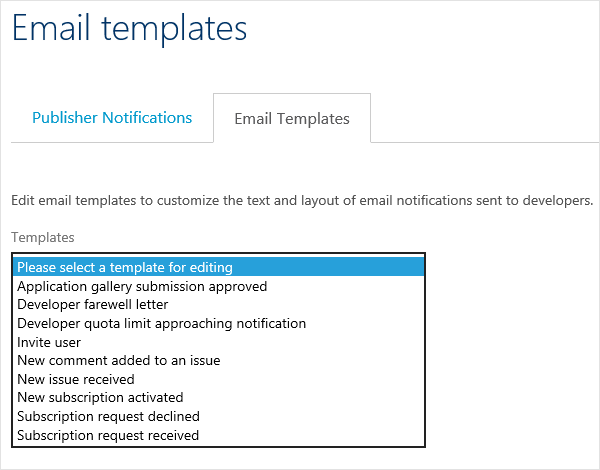 Email templates
Publisher Notifications
Email Templates
Edit email templates to customize the text and layout of email notifications sent to developers.
Templates
Please select a template for editing
Application gallery submission approved
Developer farewell letter
Developer quota limit approaching notification
Invite user
New comment added to an issue
New issue received
New subscription activated
Subscription request declined
Subscription request received